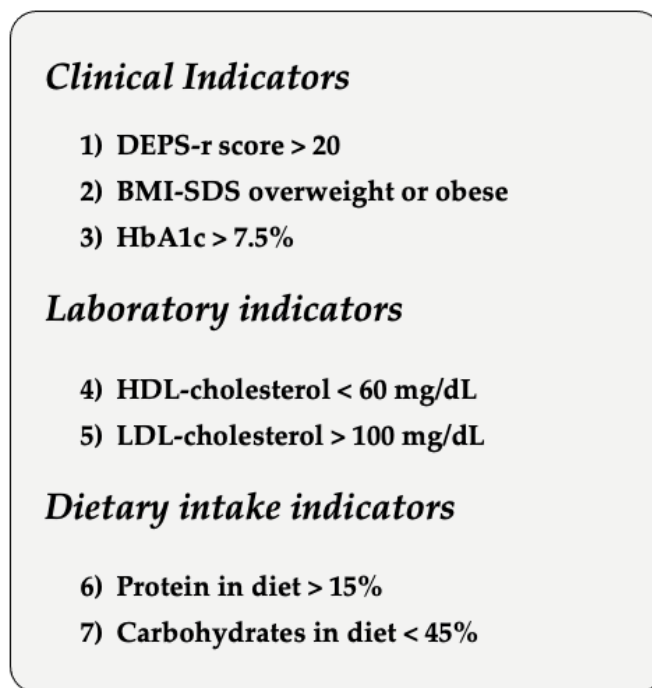 Clinical Indicators
1) DEPS-r score > 20
2) BMI-SDS overweight or obese
3) HbA1c > 7.5%
Laboratory indicators
4) HDL-cholesterol < 60 mg/dL
5) LDL-cholesterol > 100 mg/dL
Dietary intake indicators
6) Protein in diet > 15%
7) Carbohydrates in diet < 45%